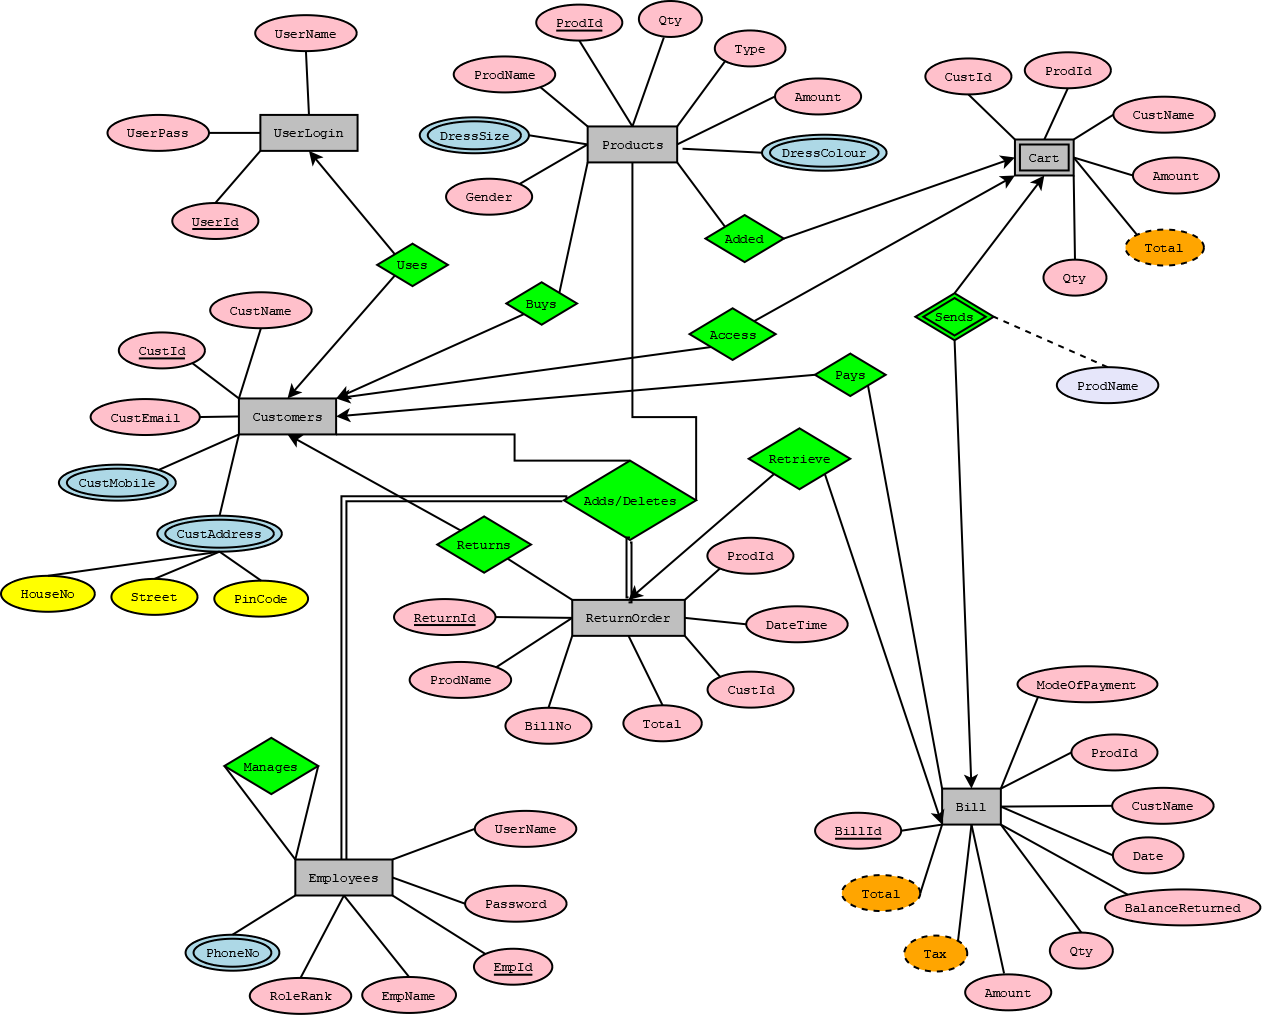 ProdId
Qty
UserName
Type
ProdName
CustId
ProdId
Amount
CustName
UserPass
UserLogin
DressSize
Products
DressColour
Cart
Amount
Gender
UserId
Added
Total
Uses
Qty
Buys
CustName
Sends
Access
CustId
Pays
ProdName
CustEmail
Customers
Retrieve
CustMobile
Adds/Deletes
CustAddress
Returns
ProdId
HouseNo
Street
PinCode
ReturnId
ReturnOrder
DateTime
ProdName
CustId
ModeOfPayment
BillNo
Total
ProdId
Manages
Bill
CustName
UserName
BillId
Date
Employees
Total
Password
BalanceReturned
PhoneNo
Tax
Qty
EmpId
RoleRank
EmpName
Amount